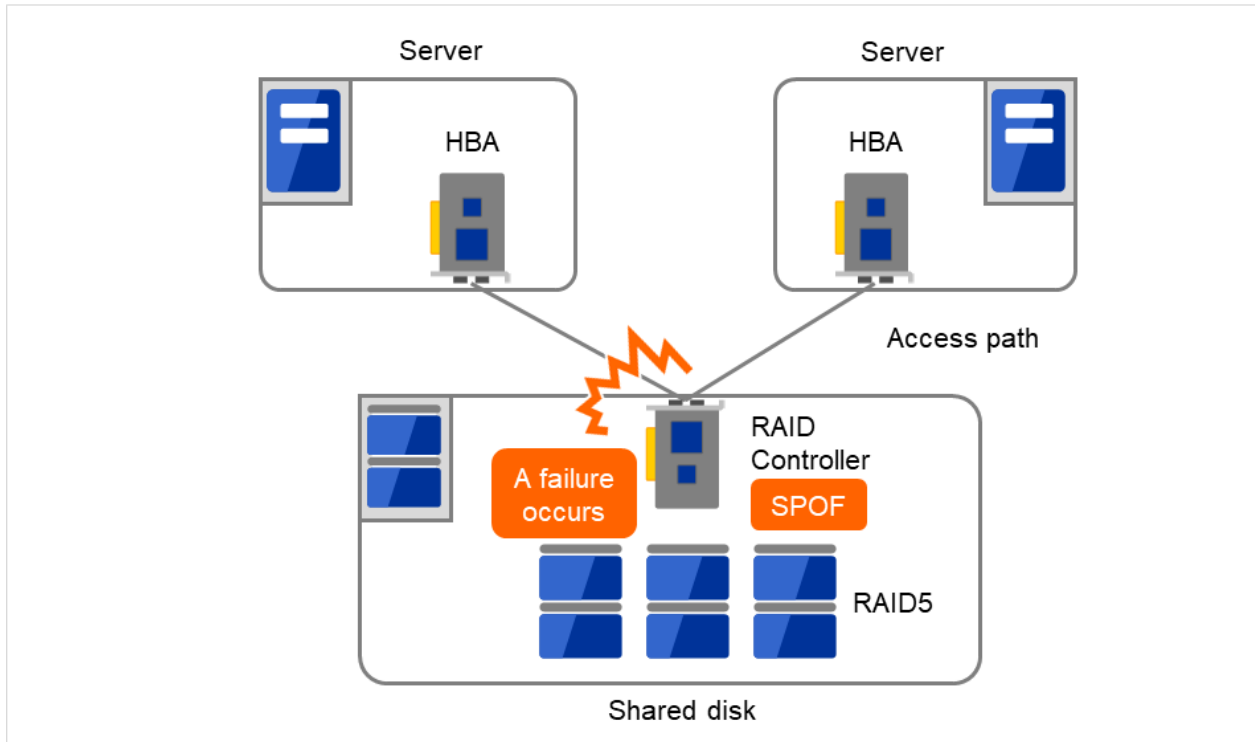 Server
Server
HBA
HBA
Access path
RAID
Controller
A failure
occurs
SPOF
RAID5
Shared disk